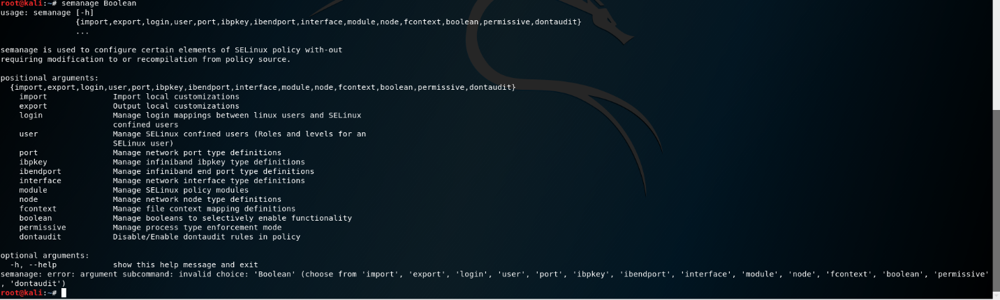 root@kali:~# semanage Boolean
usage: semanage [-h]
                {import,export,login,user,port,ibpkey,ibendport,interface,module,node,fcontext,boolean,permissive,dontaudit}
                ...

semanage is used to configure certain elements of SELinux policy with-out
requiring modification to or recompilation from policy source.

positional arguments:
  {import,export,login,user,port,ibpkey,ibendport,interface,module,node,fcontext,boolean,permissive,dontaudit}
    import              Import local customizations
    export              Output local customizations
    login               Manage login mappings between linux users and SELinux
                        confined users
    user                Manage SELinux confined users (Roles and levels for an
                        SELinux user)
    port                Manage network port type definitions
    ibpkey              Manage infiniband ibpkey type definitions
    ibendport           Manage infiniband end port type definitions
    interface           Manage network interface type definitions
    module              Manage SELinux policy modules
    node                Manage network node type definitions
    fcontext            Manage file context mapping definitions
    boolean             Manage booleans to selectively enable functionality
    permissive          Manage process type enforcement mode
    dontaudit           Disable/Enable dontaudit rules in policy

optional arguments:
  -h, --help            show this help message and exit
semanage: error: argument subcommand: invalid choice: 'Boolean' (choose from 'import', 'export', 'login', 'user', 'port', 'ibpkey', 'ibendport', 'interface', 'module', 'node', 'fcontext', 'boolean', 'permissive'
, 'dontaudit')
root@kali:~#